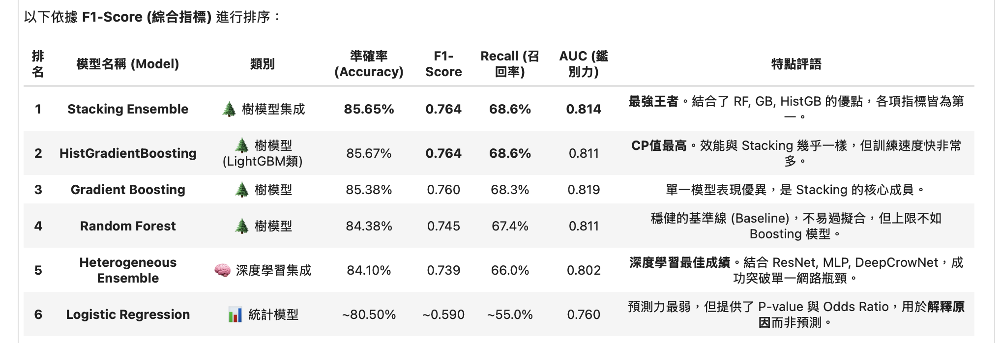 以下依據 F1-Score (綜合指標) 進行排序：
排名 模型名稱 (Model) 類別 準確率 (Accuracy) F1-Score Recall (召回率) AUC (鑑別力) 特點評語
1 Stacking Ensemble 🌲 樹模型集成 85.65% 0.764 68.6% 0.814 最強王者。結合了 RF, GB, HistGB 的優點，各項指標皆為第一。
2 HistGradientBoosting 🌲 樹模型 (LightGBM類) 85.67% 0.764 68.6% 0.811 CP值最高。效能與 Stacking 幾乎一樣，但訓練速度快非常多。
3 Gradient Boosting 🌲 樹模型 85.38% 0.760 68.3% 0.819 單一模型表現優異，是 Stacking 的核心成員。
4 Random Forest 🌲 樹模型 84.38% 0.745 67.4% 0.811 穩健的基準線 (Baselin​e)，不易過擬合，但上限不如 Boosting 模型。
5 Heterogeneous Ensemble 🧠 深度學習集成 84.10% 0.739 66.0% 0.802 深度學習最佳成績。結合 ResNet, MLP, DeepCrowNet，成功突破單一網路瓶頸。
6 Logistic Regression 📊 統計模型 ~80.50% ~0.590 ~55.0% 0.760 預測力最弱，但提供了 P-value 與 Odds Ratio，用於解釋原因而非預測。